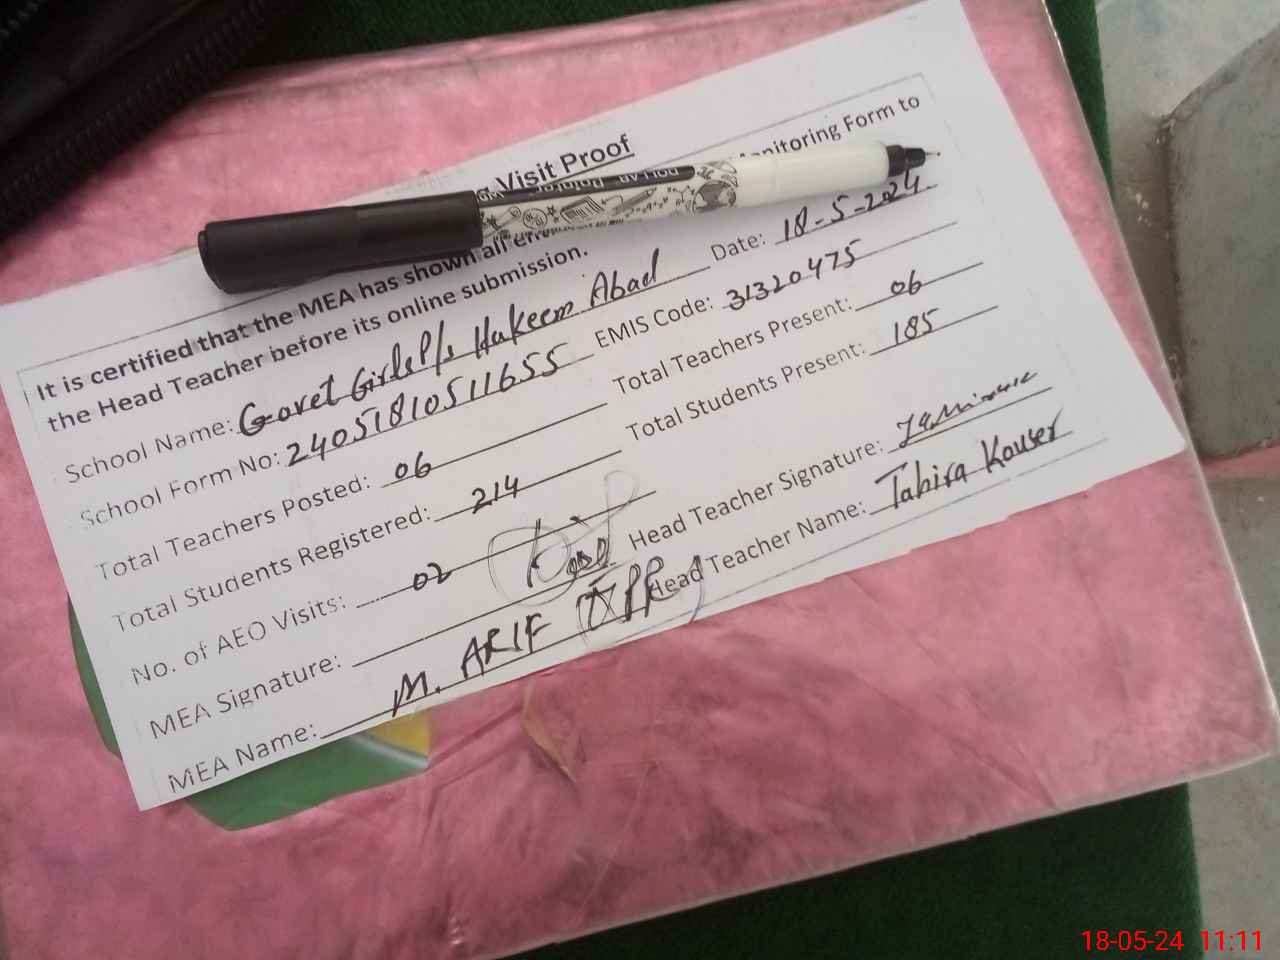 Visit Proof
It is certified that the MEA has shown all Monitoring Form to
the Head Teacher before its online submission.
School Name: Govet Girls P/s Hakeem Abad Date: 18-5-2024
School Form No: 24051810511655 EMIS Code: 31320475
Total Teachers Posted: 06 Total Teachers Present: 06
Total Students Registered: 214 Total Students Present: 185
No. of AEO Visits: 02
MEA Signature: Head Teacher Signature:
MEA Name: M. ARIF Head Teacher Name: Tahira Kouser
18-05-24 11:11